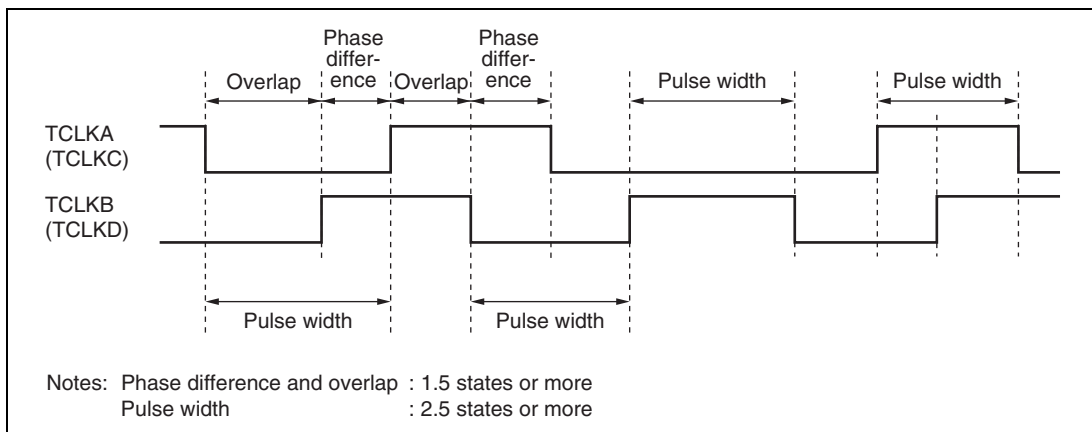 Phase
differ-
ence
Phase
differ-
ence
Overlap
Overlap
Pulse width
Pulse width
TCLKA
(TCLKC)
TCLKB
(TCLKD)
Pulse width
Pulse width
Notes: Phase difference and overlap : 1.5 states or more
Pulse width : 2.5 states or more